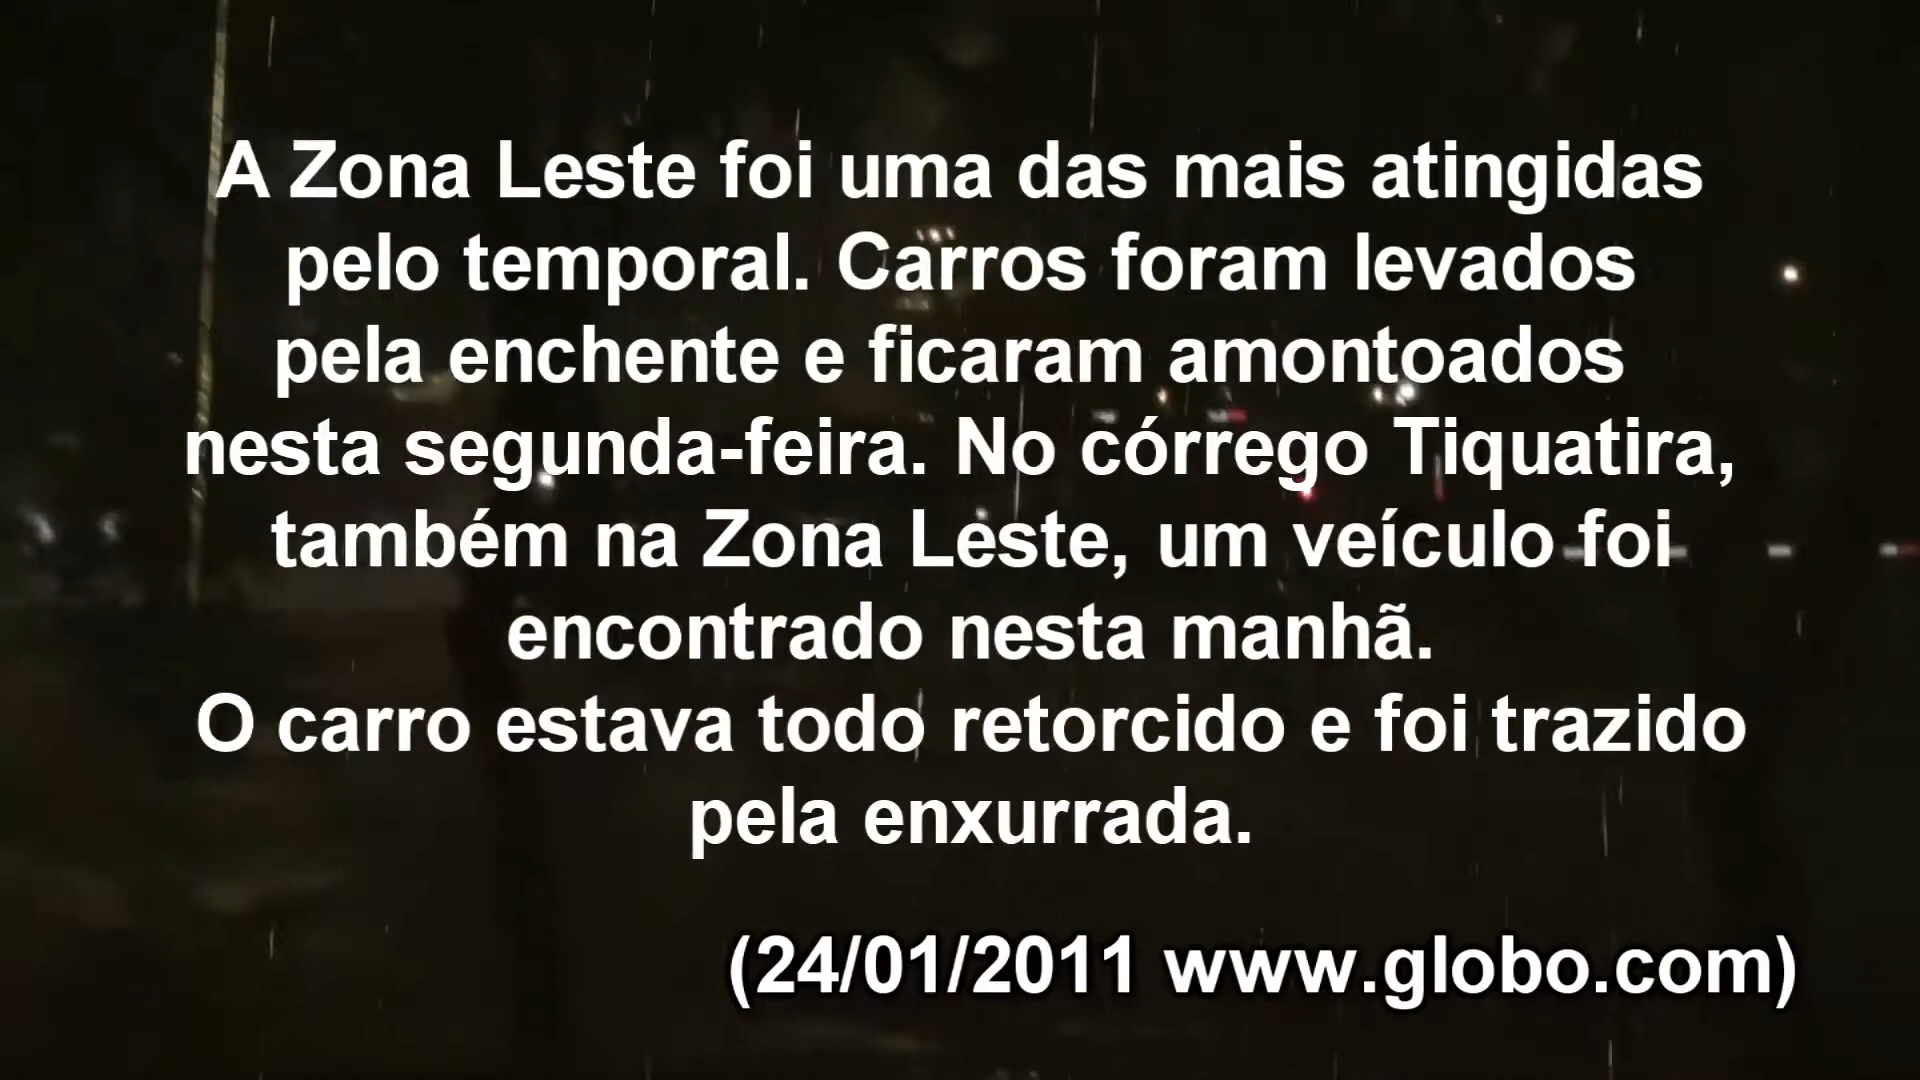 A Zona Leste foi uma das mais atingidas
pelo temporal. Carros foram levados
pela enchente e ficaram amontoados
nesta segunda-feira. No córrego Tiquatira,
também na Zona Leste, um veículo foi
encontrado nesta manhã.
O carro estava todo retorcido e foi trazido
pela enxurrada.
(24/01/2011 www.globo.com)